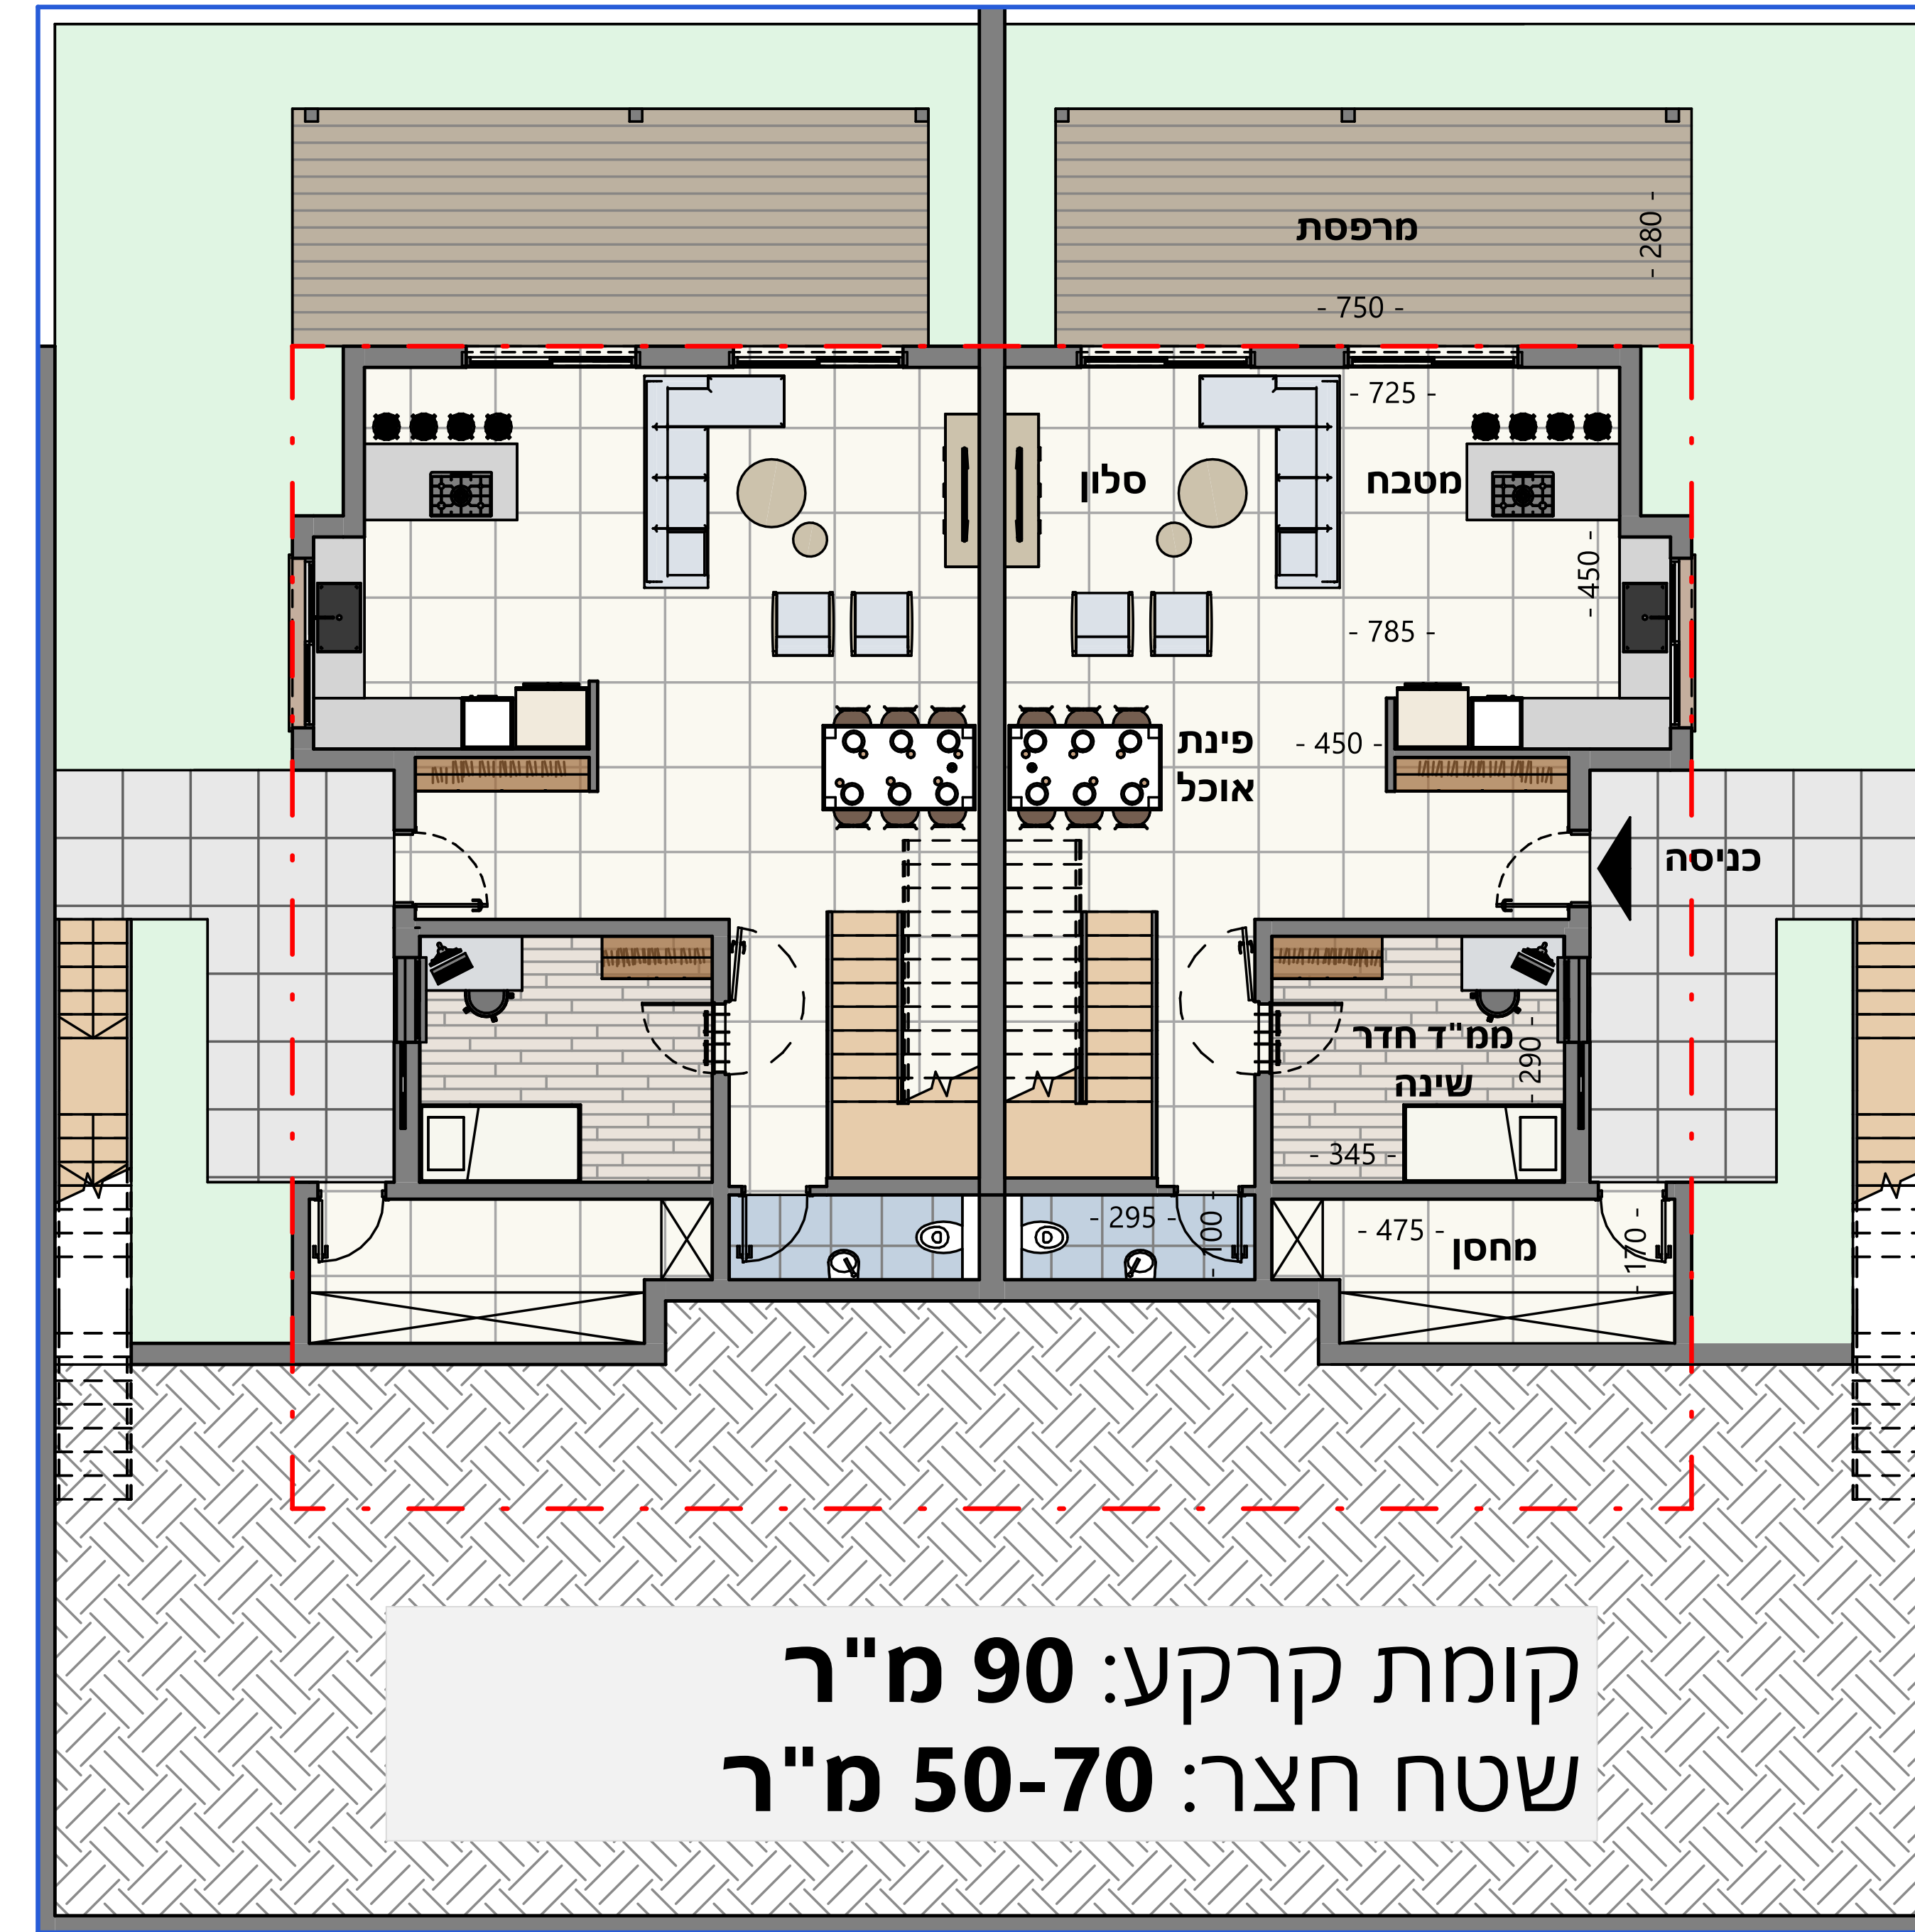 מרפסת
- 280 -
- 750 -
- 725 -
סלון
מטבח
- 450 -
- 785 -
פינת
אוכל
- 450 -
כניסה
ממ"ד חדר
שינה
- 290 -
- 345 -
- 295 -
- 100 -
- 475 -
מחסן
- 170 -
קומת קרקע: 90 מ"ר
שטח חצר: 50-70 מ"ר